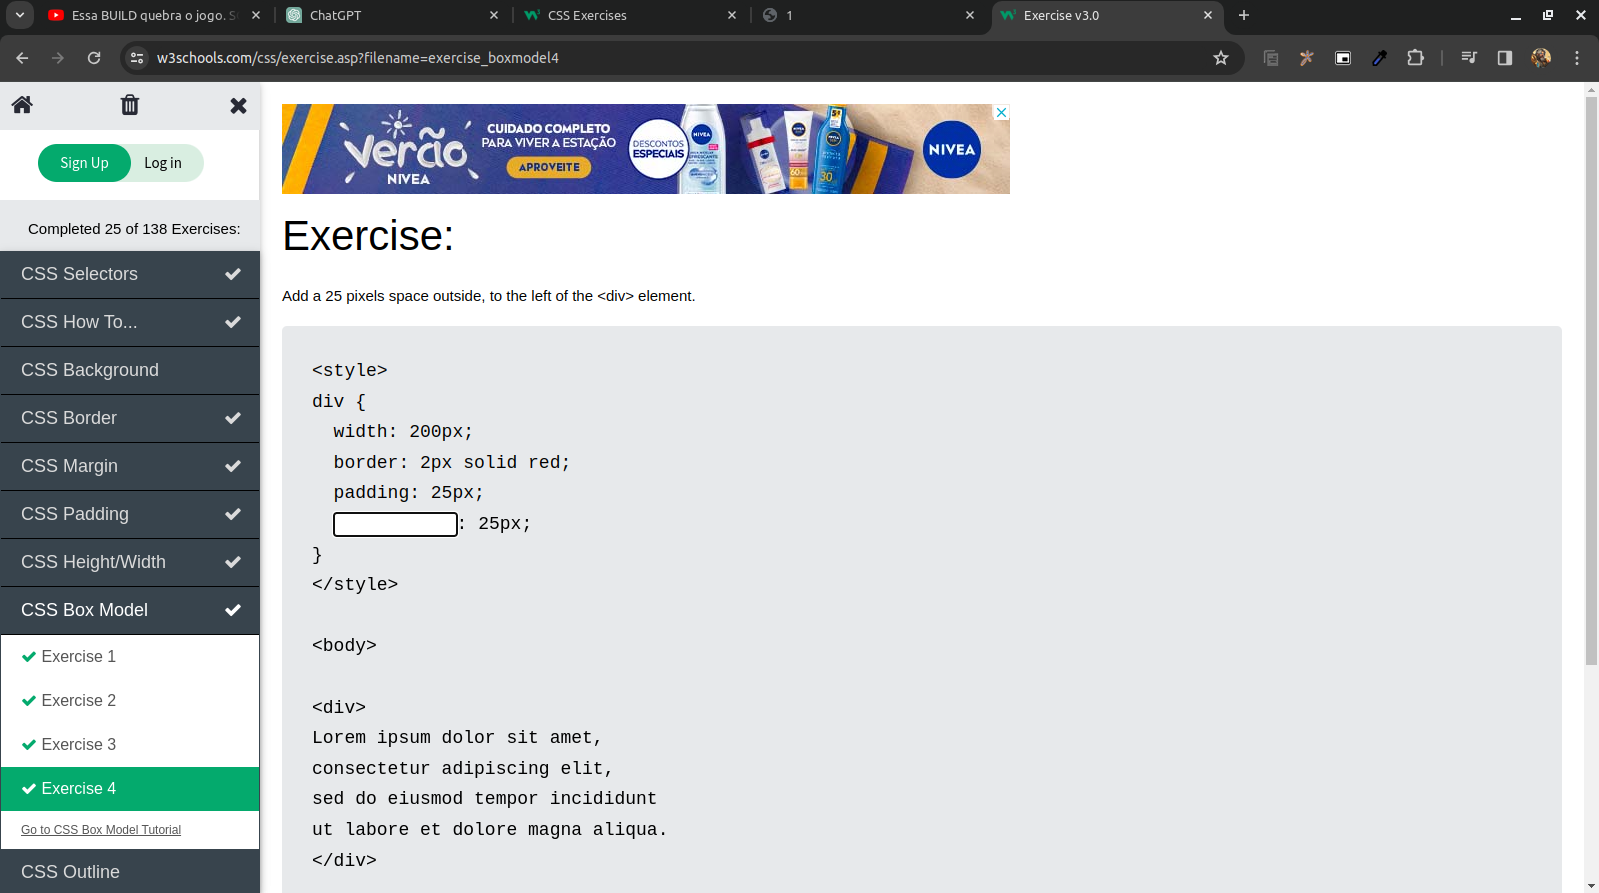 Essa BUILD quebra o jogo. S
ChatGPT
CSS Exercises
1
Exercise v3.0
w3schools.com/css/exercise.asp?filename=exercise_boxmodel4
Sign Up
Log in
Completed 25 of 138 Exercises:
CSS Selectors
CSS How To...
CSS Background
CSS Border
CSS Margin
CSS Padding
CSS Height/Width
CSS Box Model
Exercise 1
Exercise 2
Exercise 3
Exercise 4
Go to CSS Box Model Tutorial
CSS Outline
verão
NIVEA
CUIDADO COMPLETO
PARA VIVER A ESTAÇÃO
APROVEITE
DESCONTOS
ESPECIAIS
NIVEA
Exercise:
Add a 25 pixels space outside, to the left of the <div> element.
<style>
div {
width: 200px;
border: 2px solid red;
padding: 25px;
: 25px;
}
</style>
<body>
<div>
Lorem ipsum dolor sit amet,
consectetur adipiscing elit,
sed do eiusmod tempor incididunt
ut labore et dolore magna aliqua.
</div>